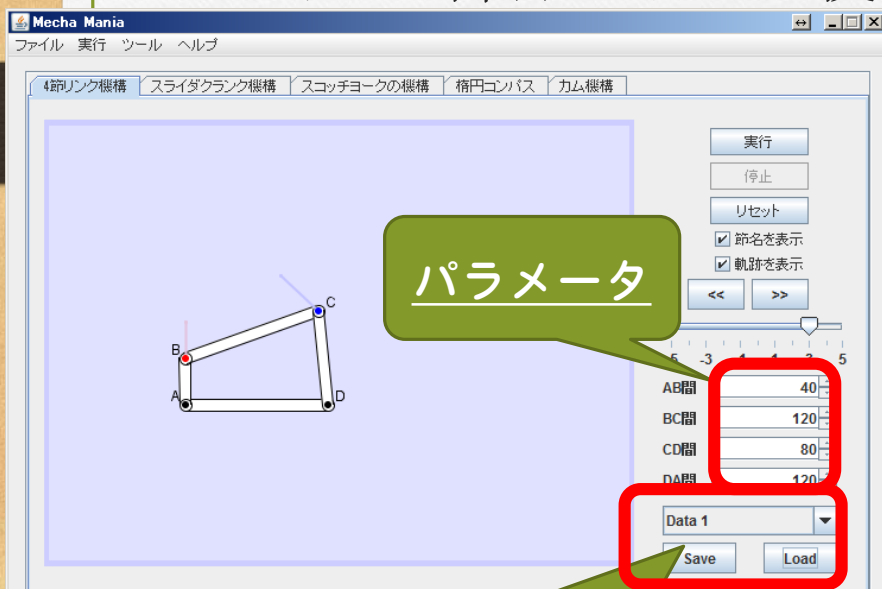 Mecha Mania
ファイル 実行 ツール ヘルプ
4節リンク機構 スライダクランク機構 スコッチヨークの機構 楕円コンパス カム機構
実行
停止
リセット
節名を表示
軌跡を表示
<< >>
パラメータ
-5 -3 -1 1 3 5
AB間 40
BC間 120
CD間 80
DA間 120
Data 1
Save Load
C
B
A D